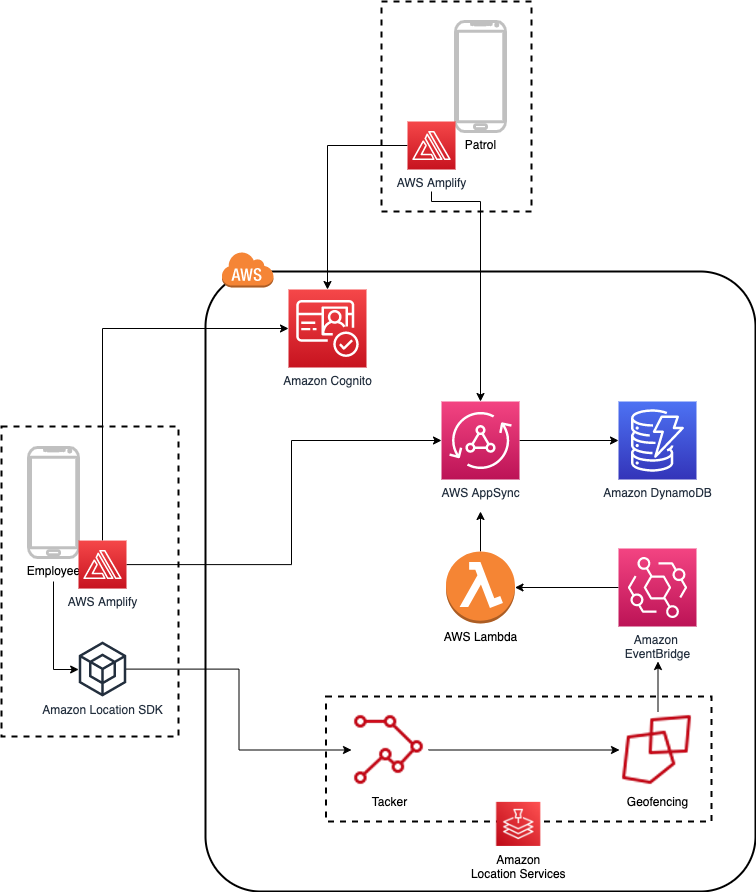 Patrol
AWS Amplify
AWS
Amazon Cognito
AWS AppSync
Amazon DynamoDB
Employee
AWS Amplify
AWS Lambda
Amazon
EventBridge
Amazon Location SDK
Tacker
Geofencing
Amazon
Location Services